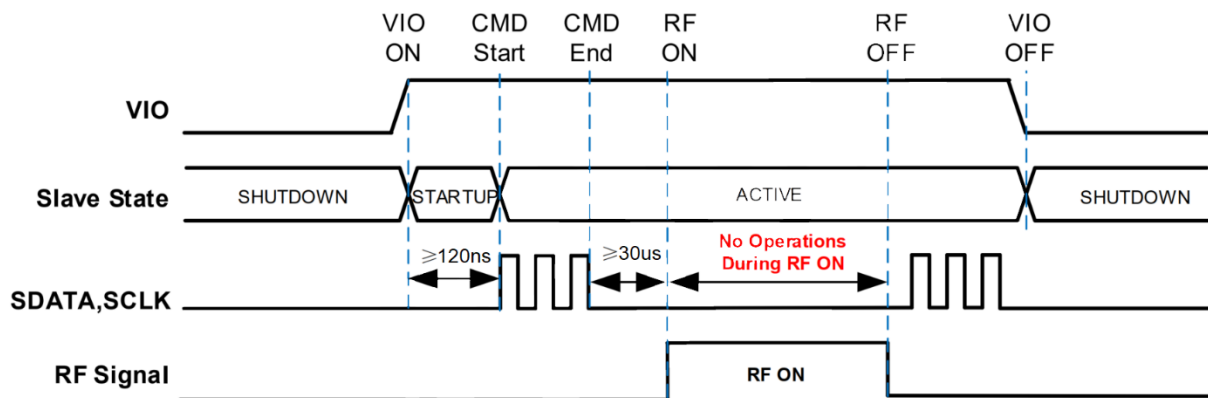 VIO CMD CMD RF RF VIO
ON Start End ON OFF OFF
VIO
Slave State SHUTDOWN STARTUP ACTIVE SHUTDOWN
≥120ns ≥30us No Operations
During RF ON
SDATA,SCLK
RF Signal RF ON